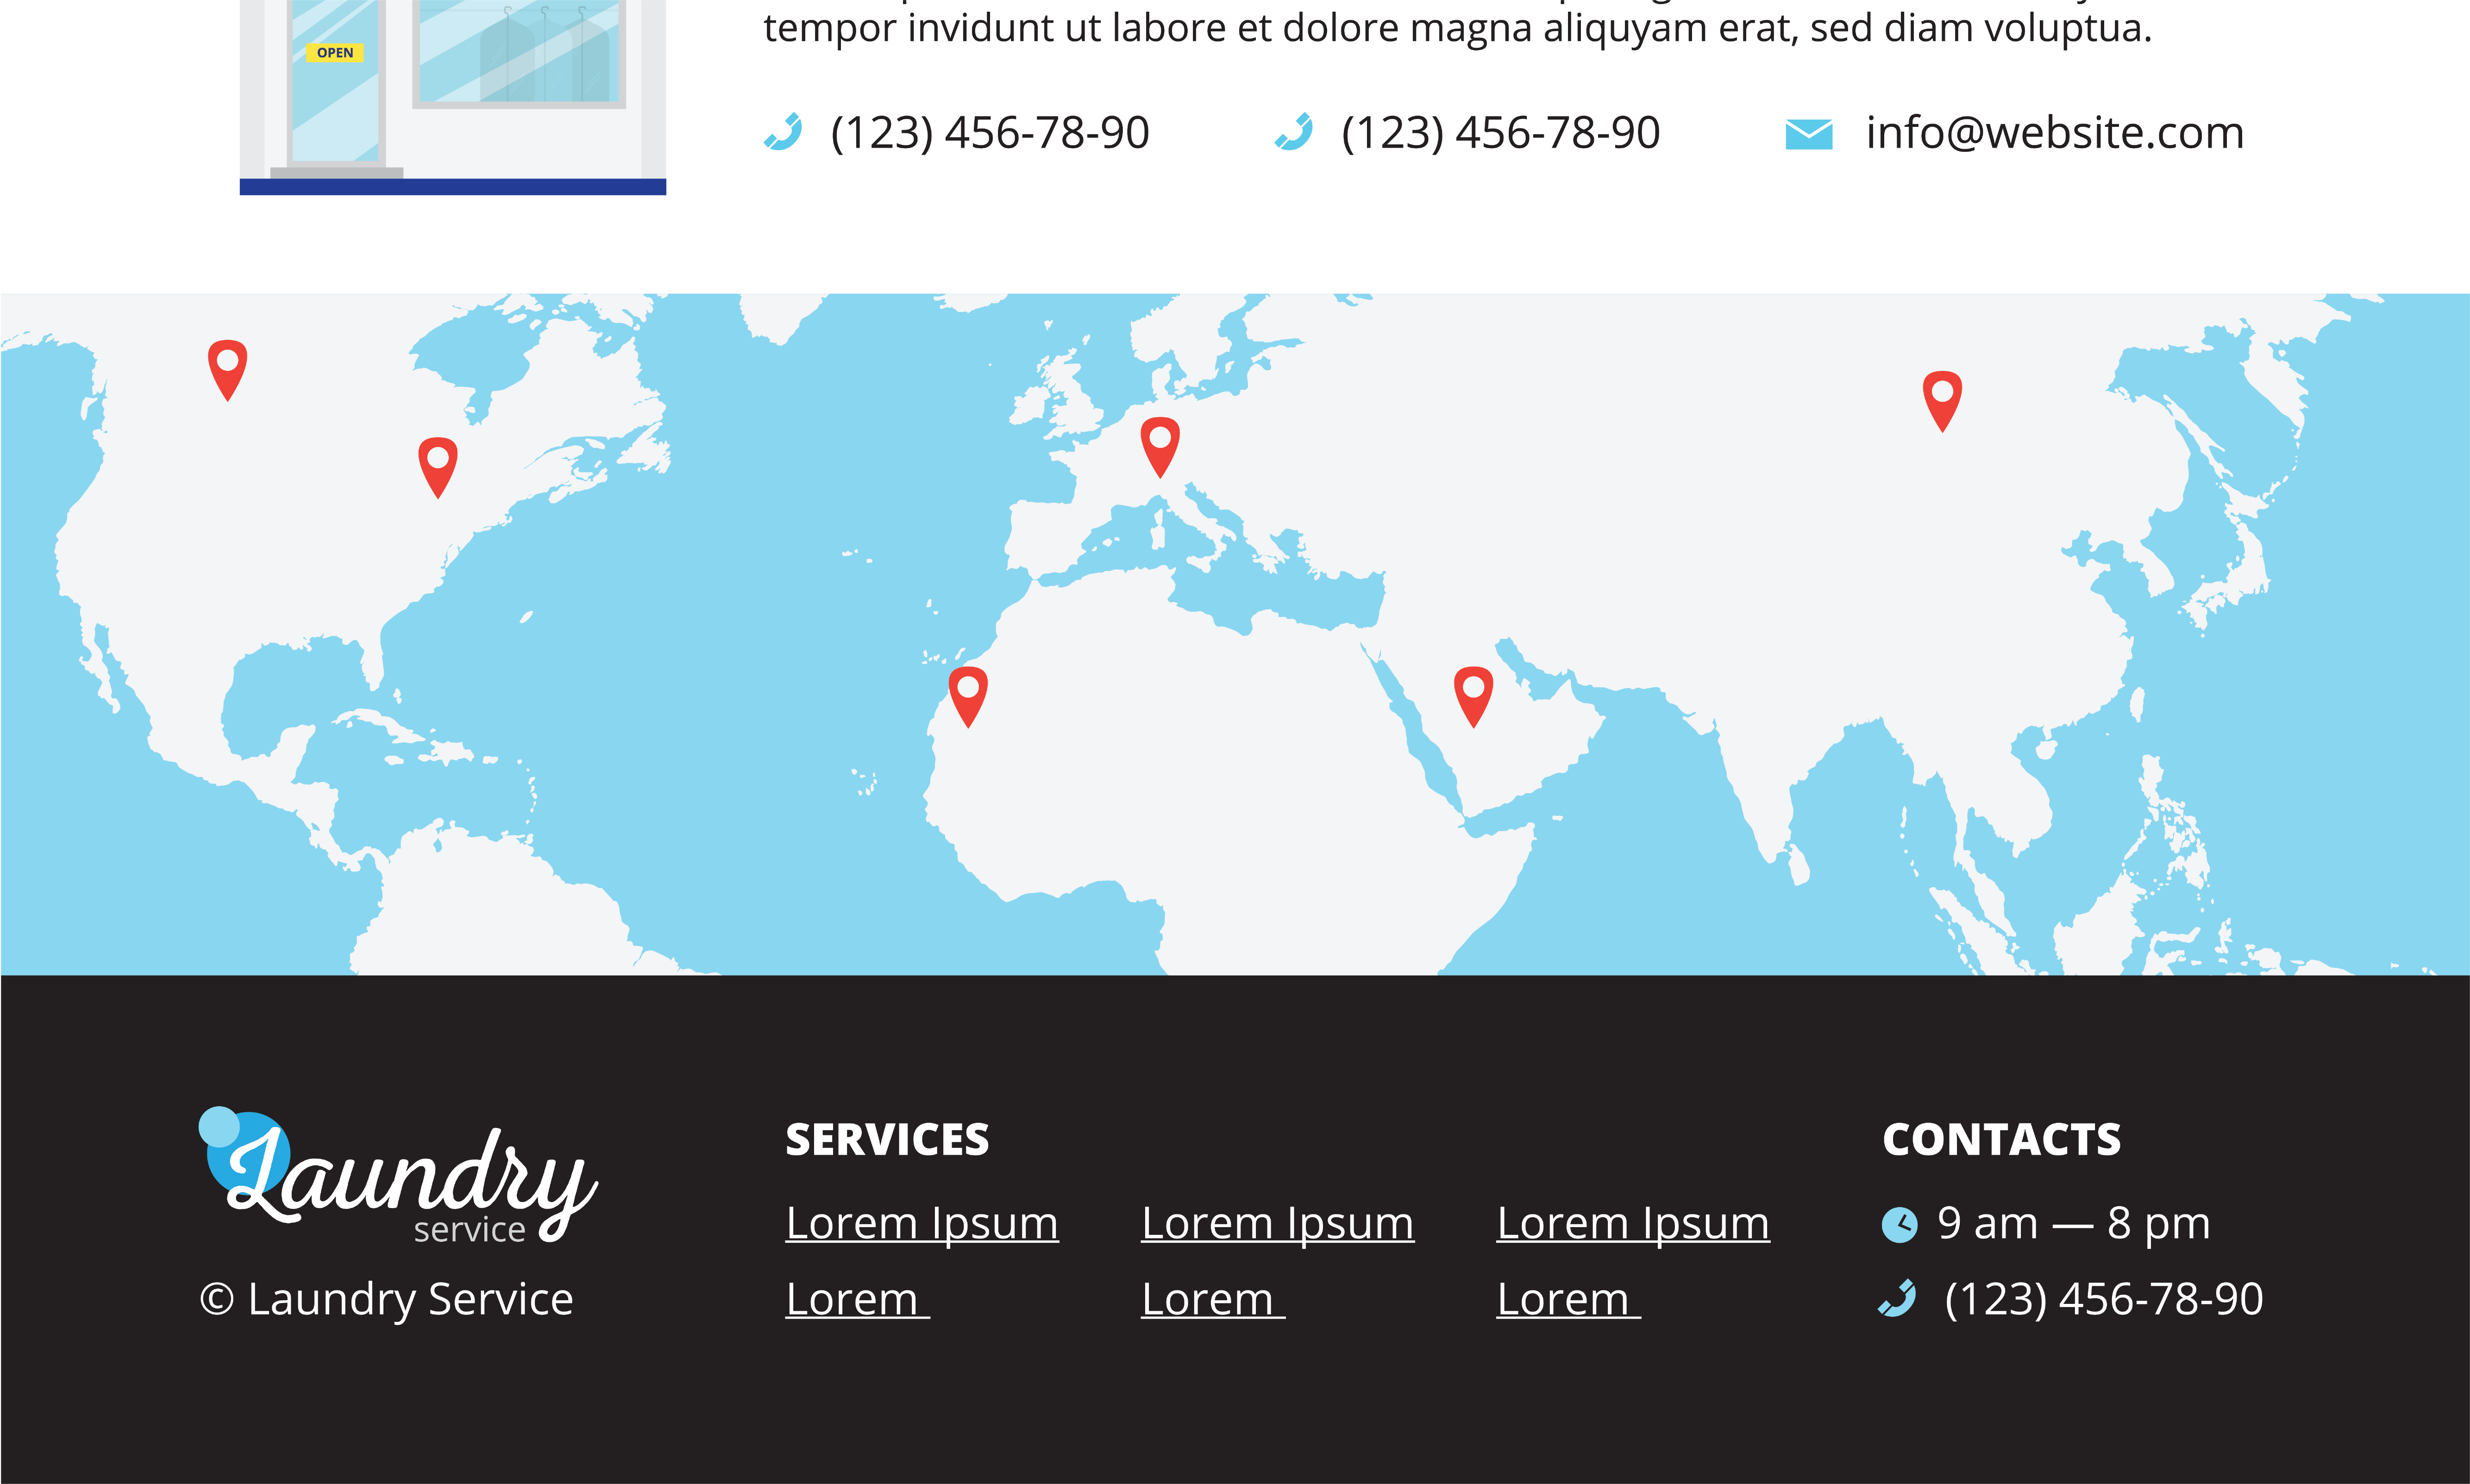 tempor invidunt ut labore et dolore magna aliquyam erat, sed diam voluptua.
OPEN
(123) 456-78-90 (123) 456-78-90 info@website.com
Laundry
service
© Laundry Service
SERVICES
Lorem Ipsum Lorem Ipsum Lorem Ipsum
Lorem Lorem Lorem
CONTACTS
9 am — 8 pm
(123) 456-78-90